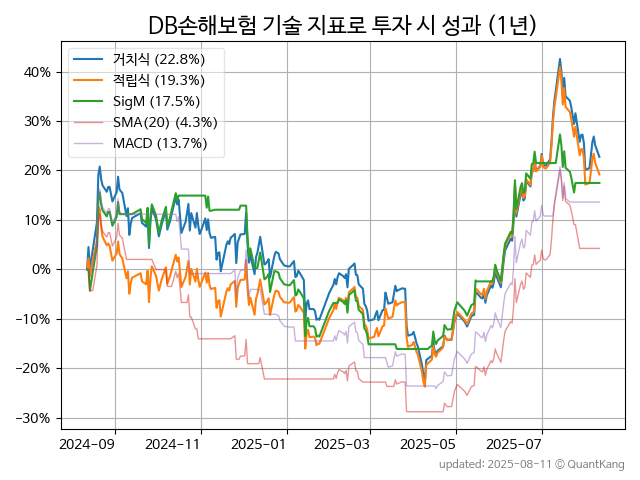 DB손해보험 기술 지표로 투자 시 성과 (1년)
거치식 (22.8%)
적립식 (19.3%)
SigM (17.5%)
SMA(20) (4.3%)
MACD (13.7%)
40%
30%
20%
10%
0%
−10%
−20%
−30%
2024−09
2024−11
2025−01
2025−03
2025−05
2025−07
updated: 2025-08-11 © QuantKang